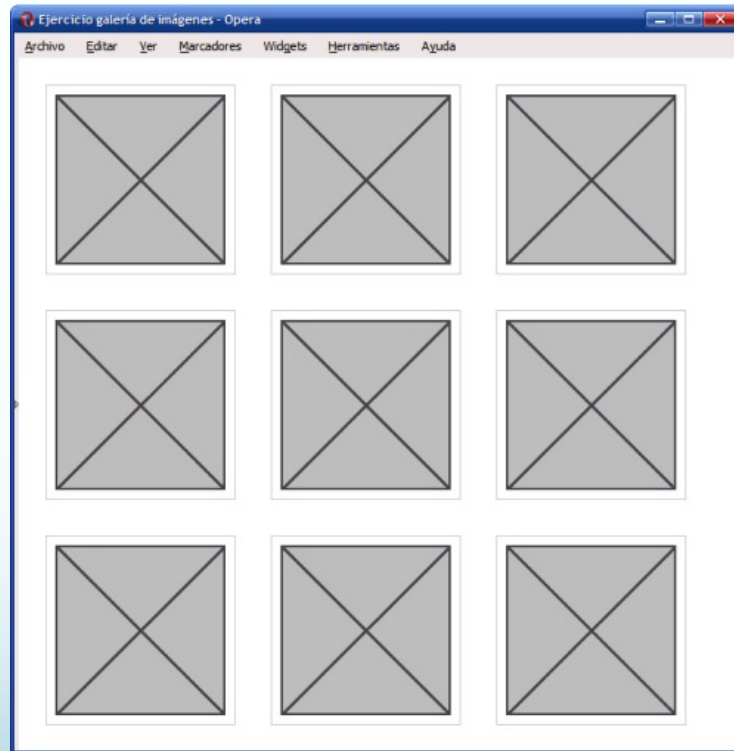 Ejercicio galería de imágenes - Opera
Archivo Editar Ver Marcadores Widgets Herramientas Ayuda